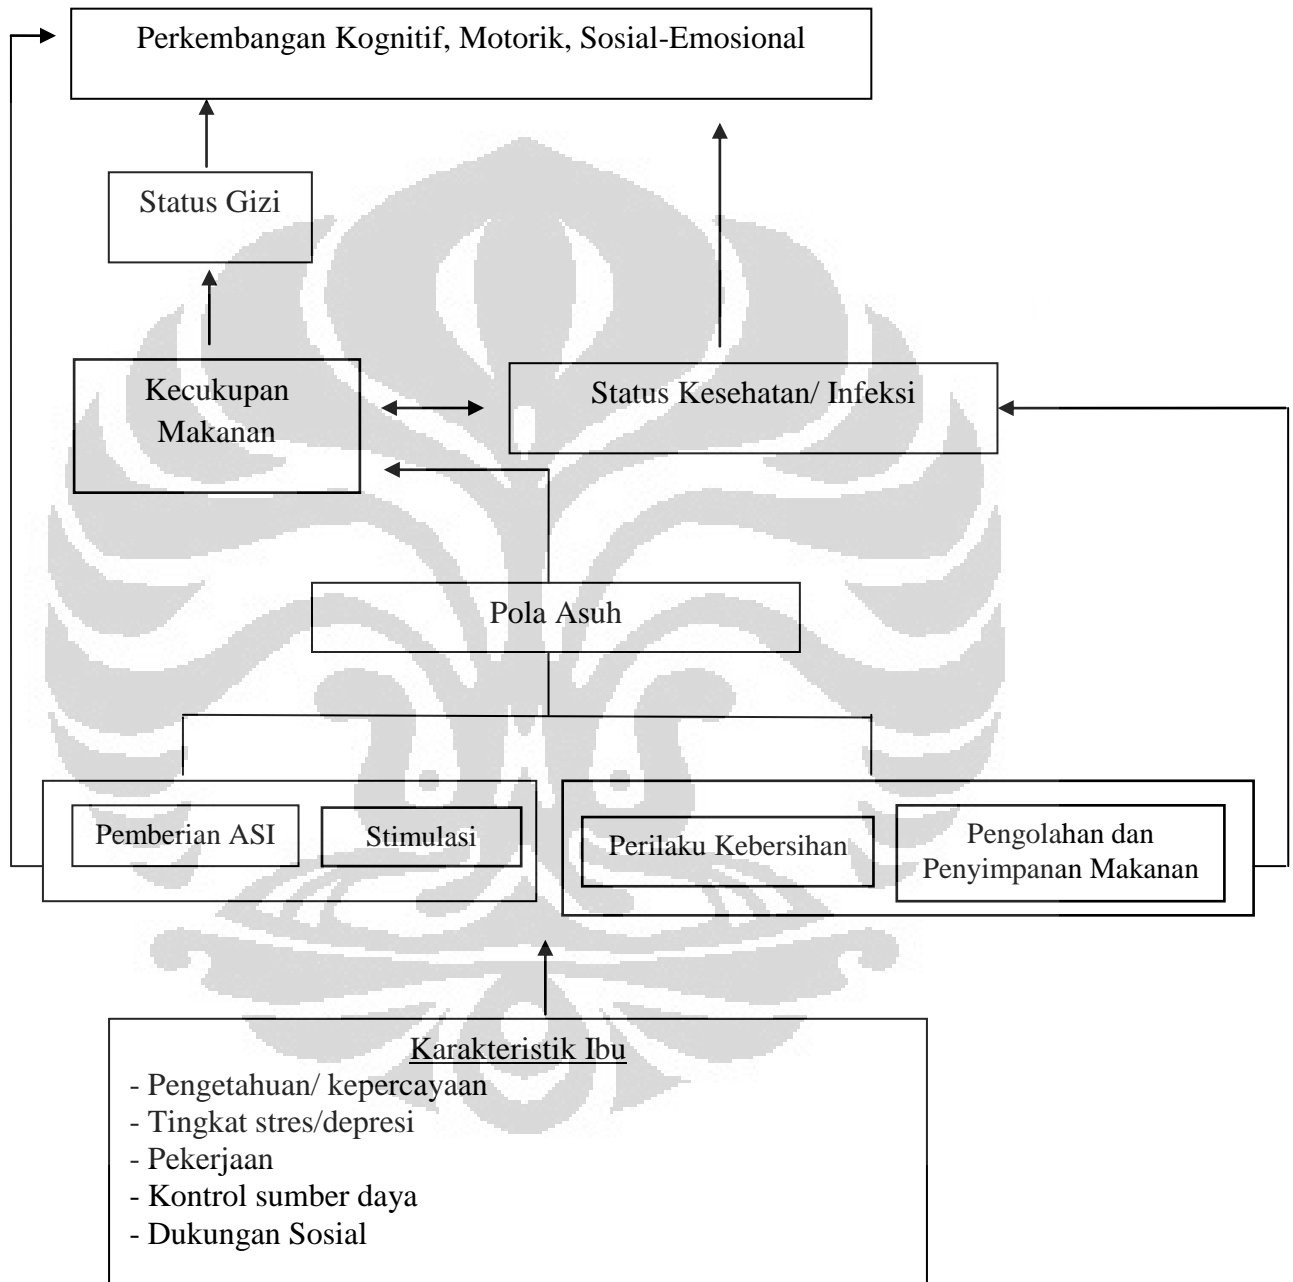 Perkembangan Kognitif, Motorik, Sosial-Emosional
Status Gizi
Kecukupan
Makanan
Status Kesehatan/ Infeksi
Pola Asuh
Pemberian ASI
Stimulasi
Perilaku Kebersihan
Pengolahan dan
Penyimpanan Makanan
Karakteristik Ibu
- Pengetahuan/ kepercayaan
- Tingkat stres/depresi
- Pekerjaan
- Kontrol sumber daya
- Dukungan Sosial